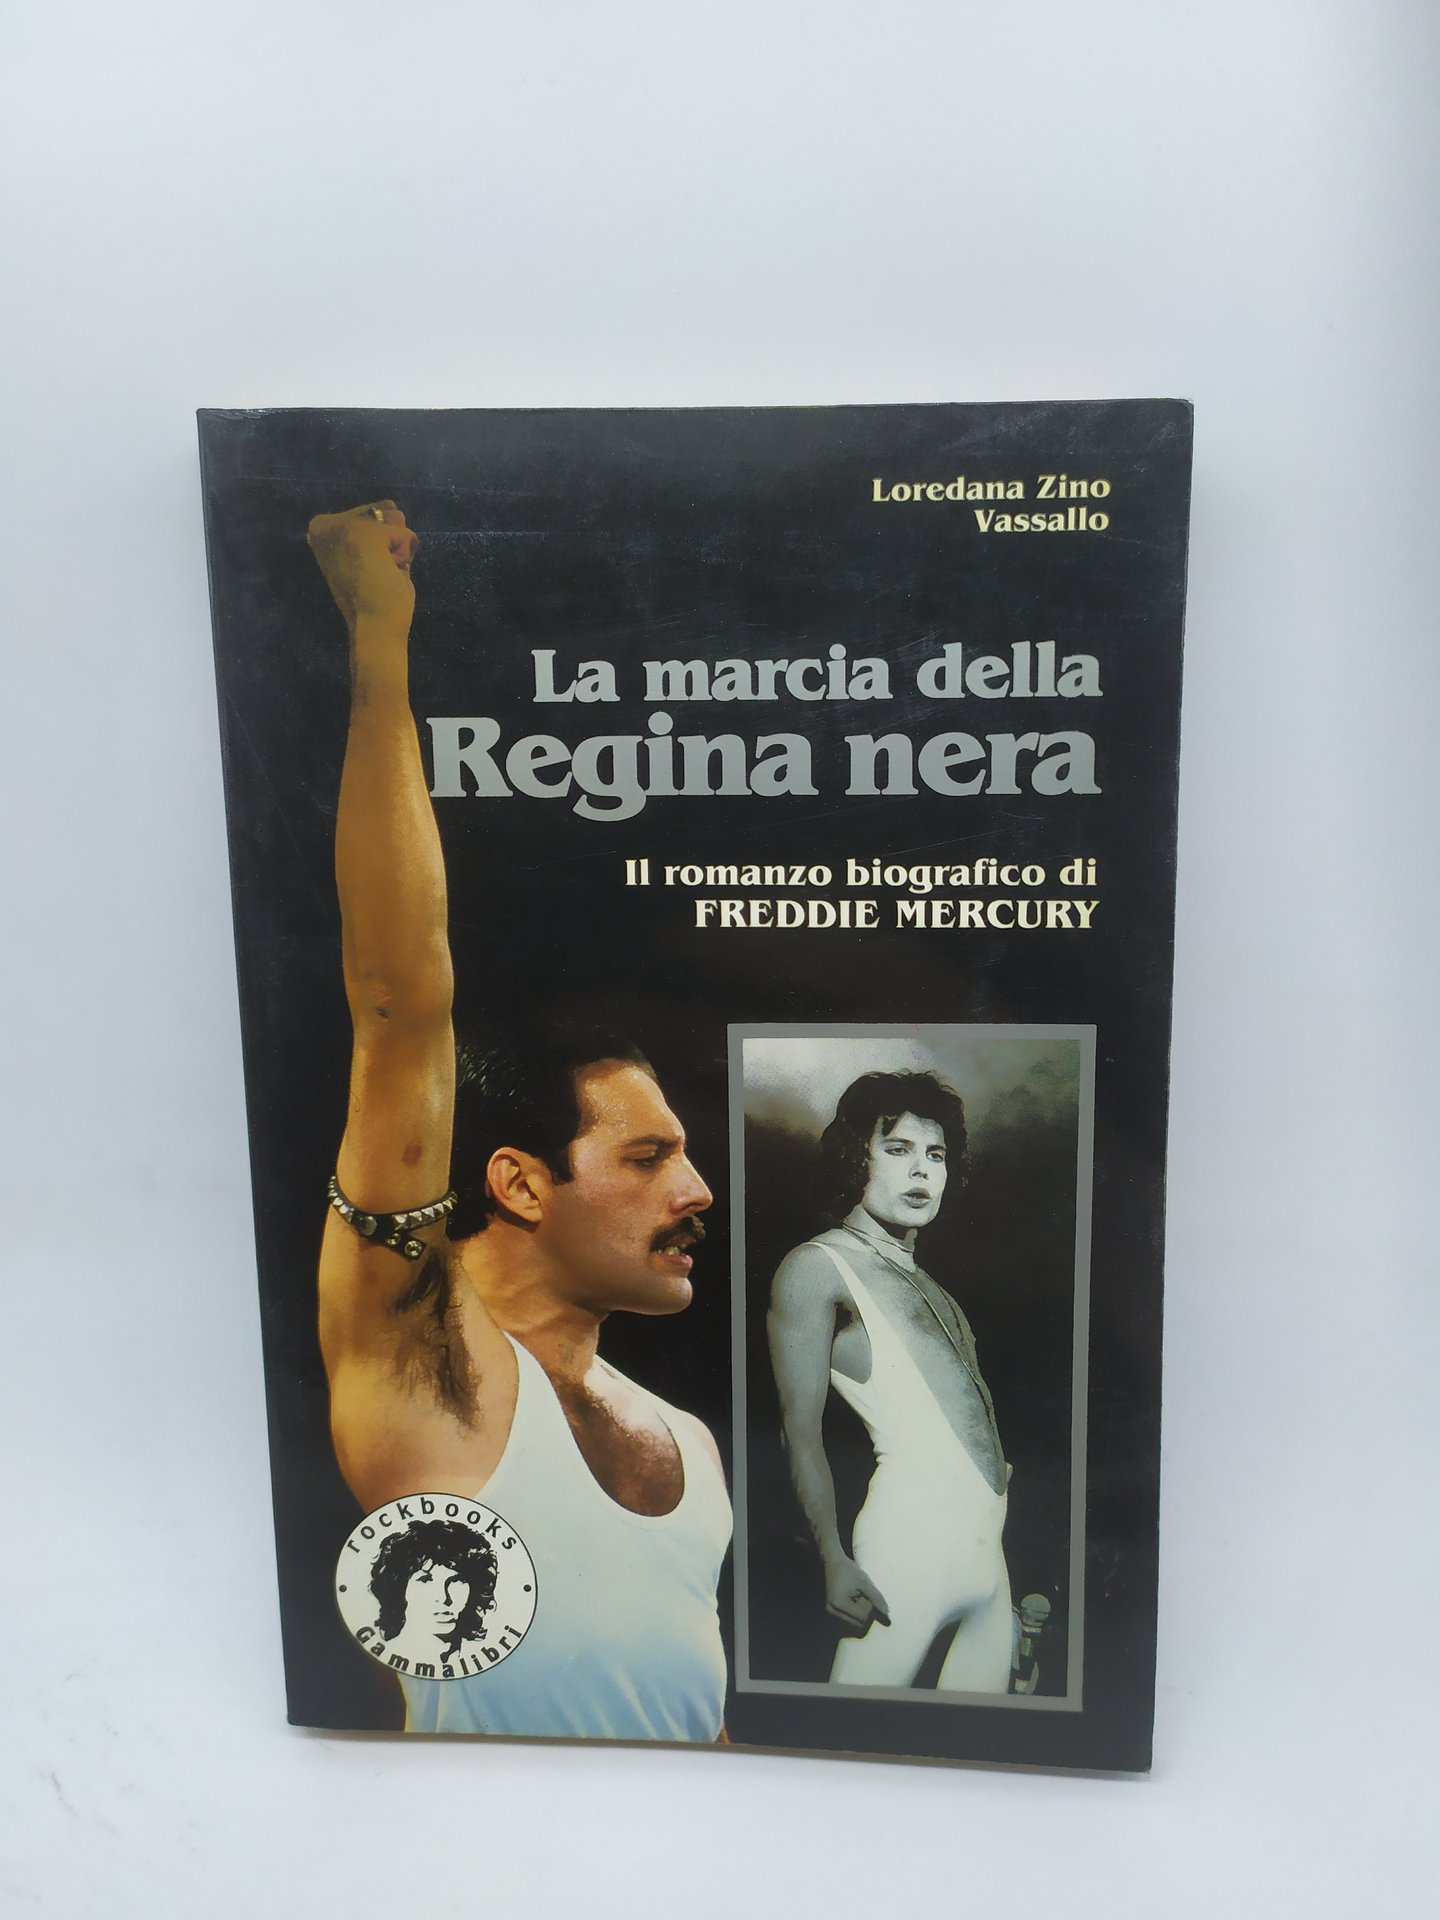 Loredana Zino
Vassallo
La marcia della
Regina nera
Il romanzo biografico di
FREDDIE MERCURY
rockbooks
Gammalibri